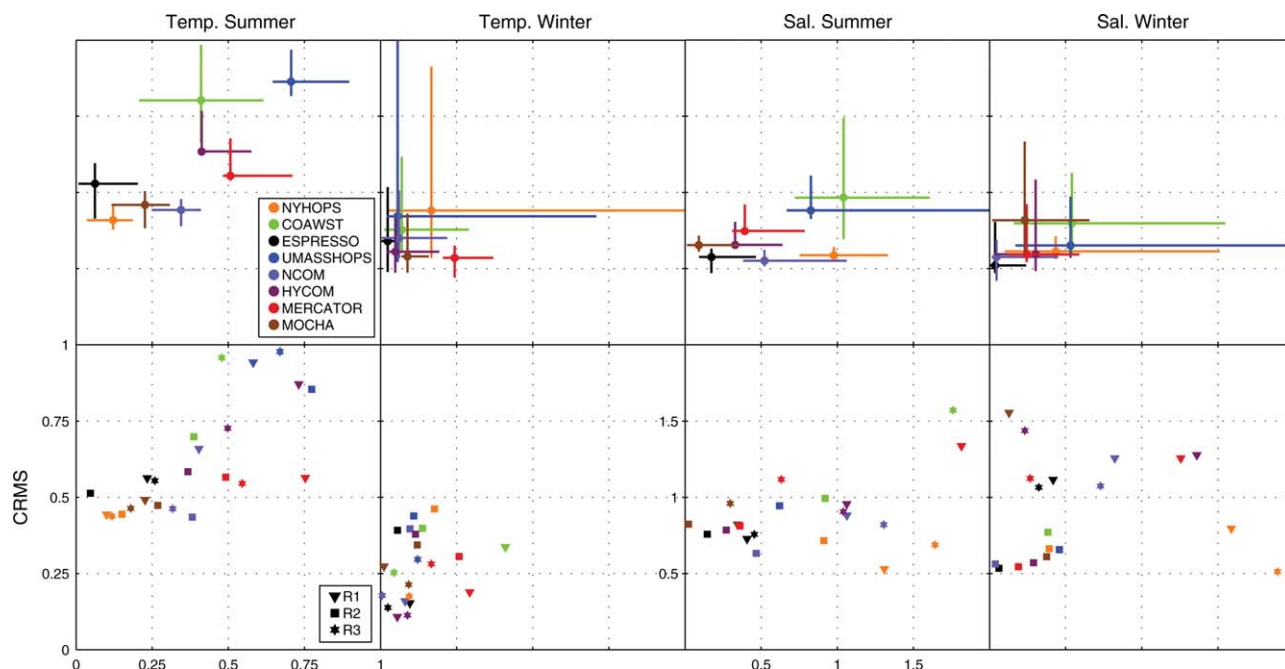 Temp. Summer Temp. Winter Sal. Summer Sal. Winter
NYHOPS
COAWST
ESPRESSO
UMASSHOPS
NCOM
HYCOM
MERCATOR
MOCHA
1
0.75 1.5
CRMS
0.5 1
0.25 0.5
R1
R2
R3
0
0 0.25 0.5 0.75 1 0.5 1 1.5